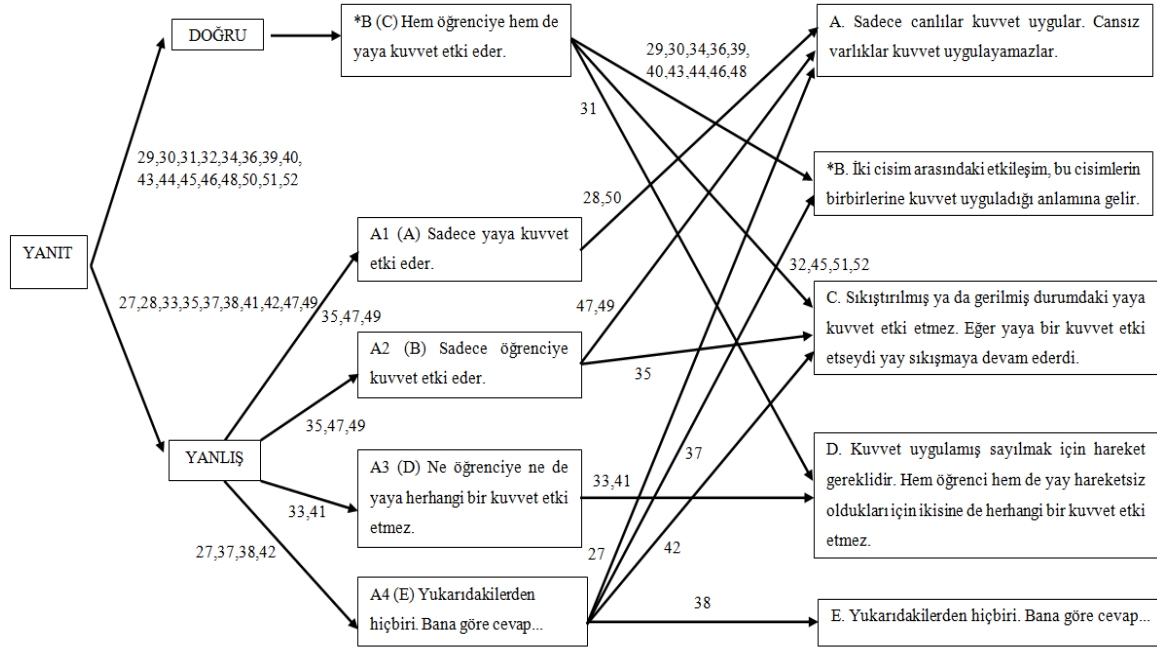 DOĞRU
*B (C) Hem öğrenciye hem de
yaya kuvvet etki eder.
A. Sadece canlılar kuvvet uygular. Cansız
varlıklar kuvvet uygulayamazlar.
29,30,34,36,39,
40,43,44,46,48
31
29,30,31,32,34,36,39,40,
43,44,45,46,48,50,51,52
*B. İki cisim arasındaki etkileşim, bu cisimlerin
birbirlerine kuvvet uyguladığı anlamına gelir.
28,50
YANIT
A1 (A) Sadece yaya kuvvet
etki eder.
32,45,51,52
27,28,33,35,37,38,41,42,47,49
35,47,49
47,49
C. Sıkıştırılmış ya da gerilmiş durumdaki yaya
kuvvet etki etmez. Eğer yaya bir kuvvet etki
etseydi yay sıkışmaya devam ederdi.
A2 (B) Sadece öğrenciye
kuvvet etki eder.
35
35,47,49
YANLIŞ
37
D. Kuvvet uygulamış sayılmak için hareket
gereklidir. Hem öğrenci hem de yay hareketsiz
oldukları için ikisine de herhangi bir kuvvet etki
etmez.
A3 (D) Ne öğrenciye ne de
yaya herhangi bir kuvvet etki
etmez.
33,41
33,41
27,37,38,42
27
42
A4 (E) Yukarıdakilerden
hiçbiri. Bana göre cevap...
38
E. Yukarıdakilerden hiçbiri. Bana göre cevap...